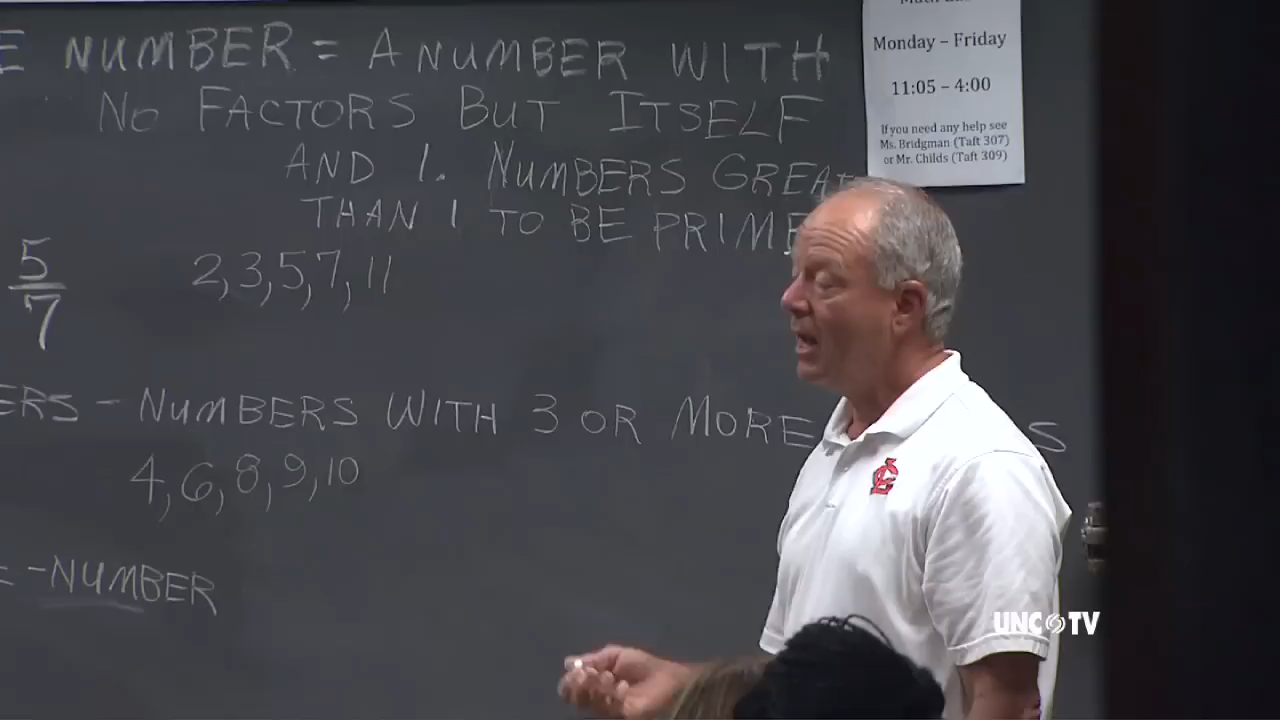 E NUMBER = A NUMBER WITH
NO FACTORS BUT ITSELF
AND 1. NUMBERS GREAT
THAN 1 TO BE PRIME
5
7
2,3,5,7,11
ERS - NUMBERS WITH 3 OR MORE S
4,6,8,9,10
= -NUMBER
Monday – Friday
11:05 – 4:00
If you need any help see
Ms. Bridgman (Taft 307)
or Mr. Childs (Taft 309)
UNC TV